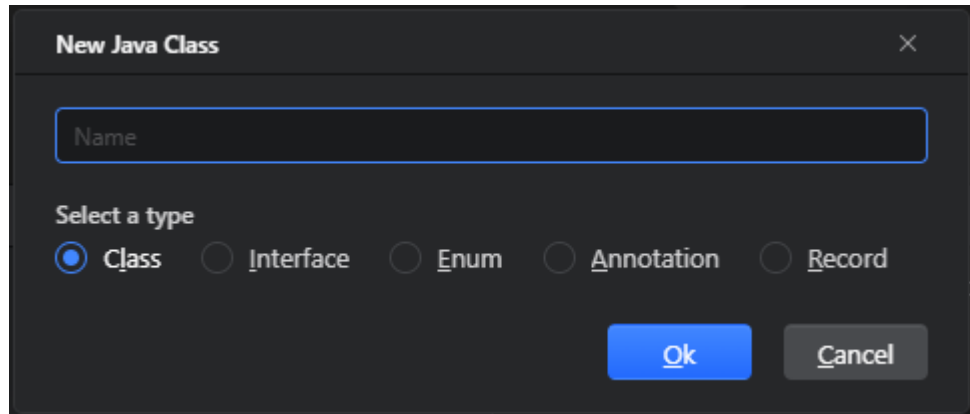 New Java Class
Name
Select a type
Class Interface Enum Annotation Record
Ok Cancel